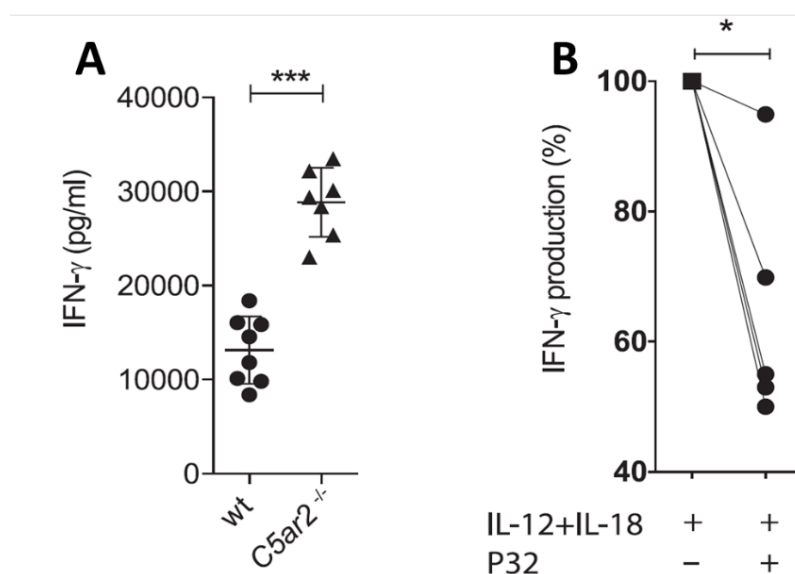 A
***
40000
30000
20000
10000
0
IFN-γ (pg/ml)
wt
C5ar2 -/-
B
*
100
80
60
40
IFN-γ production (%)
IL-12+IL-18 + +
P32 − +